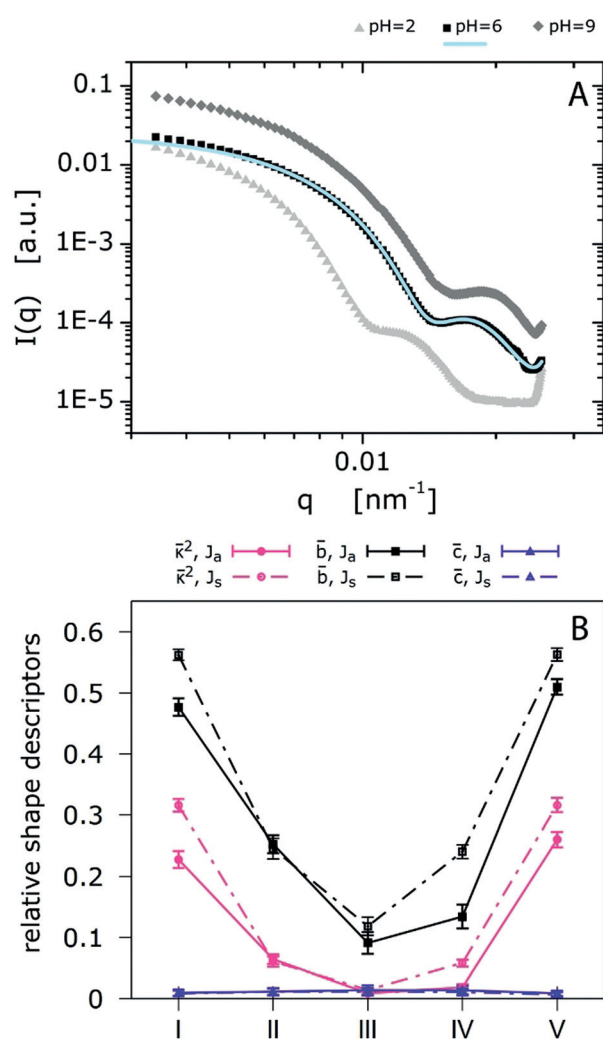 pH=2 pH=6 pH=9
A
0.1
0.01
1E-3
1E-4
1E-5
I(q) [a.u.]
0.01
q [nm⁻¹]
κ̄², Jₐ b̄, Jₐ c̄, Jₐ
κ̄², Jₛ b̄, Jₛ c̄, Jₛ
B
0.6
0.5
0.4
0.3
0.2
0.1
0
relative shape descriptors
I II III IV V